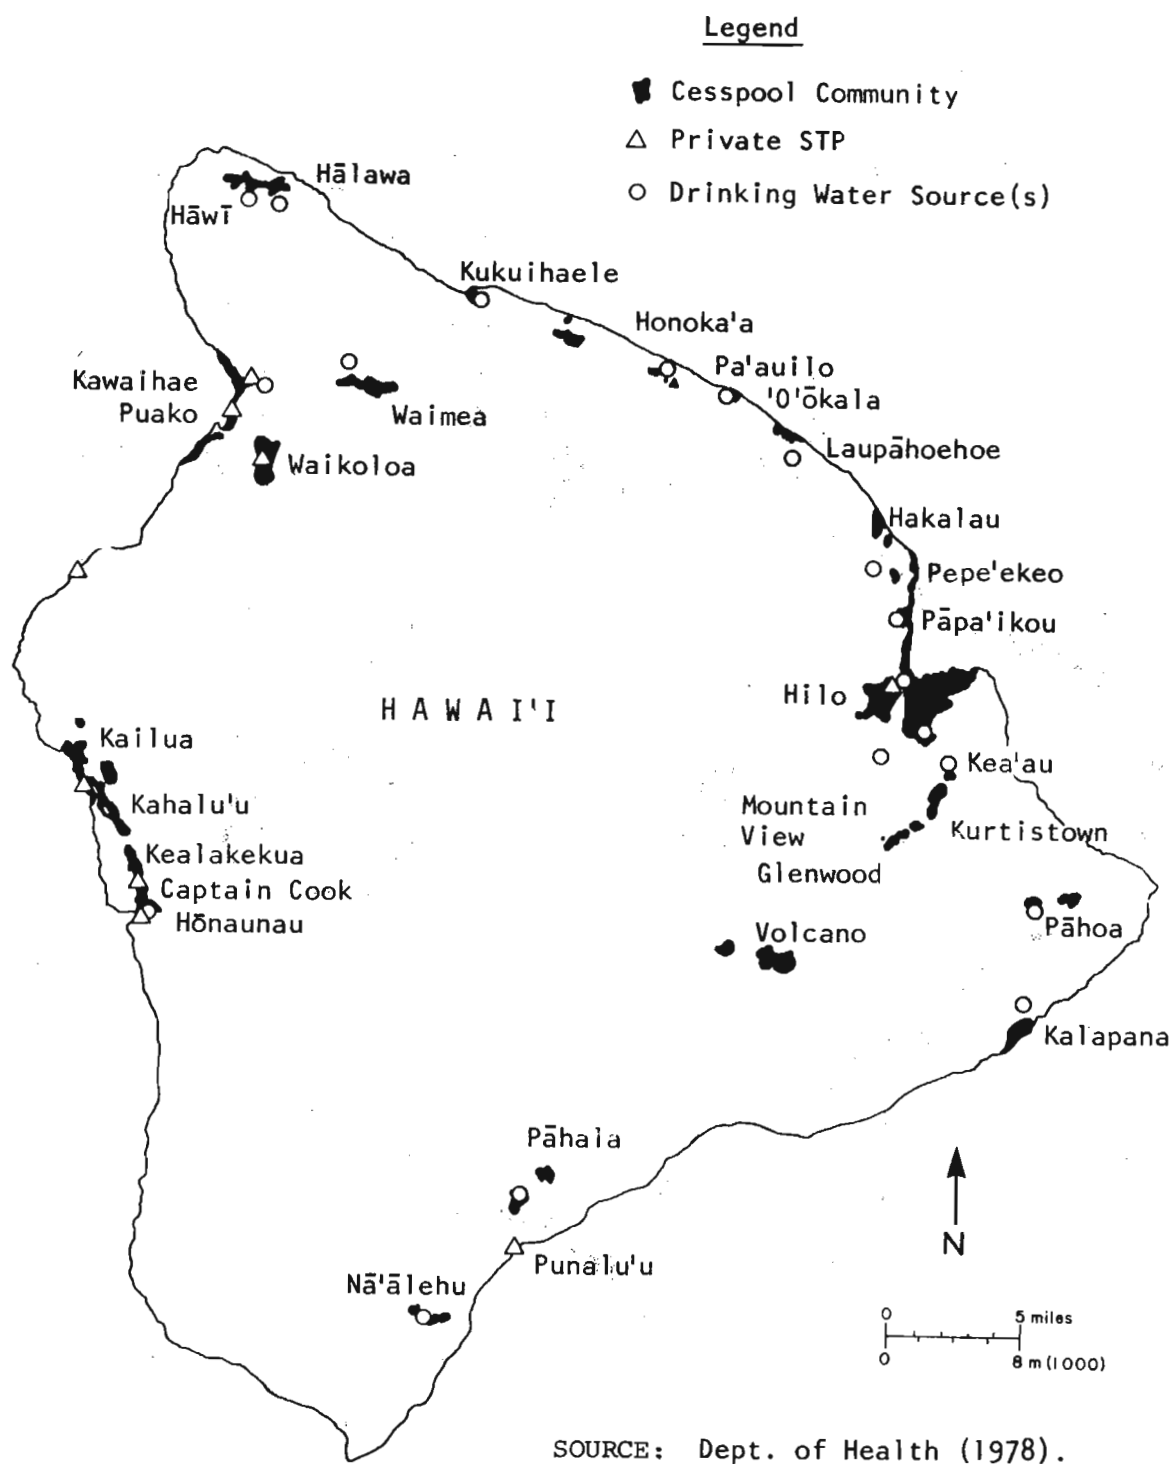 Legend
Cesspool Community
Private STP
Drinking Water Source(s)
Hālawa
Hāwī
Kukuihaele
Honoka'a
Pa'auilo
'O'ōkala
Kawaihae
Puako
Waimea
Waikoloa
Laupāhoehoe
Hakalau
Pepe'ekeo
Pāpa'ikou
Hilo
HAWAI'I
Kailua
Kea'au
Kahalu'u
Mountain
View
Kurtistown
Glenwood
Kealakekua
Captain Cook
Hōnaunau
Volcano
Pāhoa
Kalapana
Pāhala
Punalu'u
Nā'ālehu
N
0 5 miles
0 8 m(1000)
SOURCE: Dept. of Health (1978).